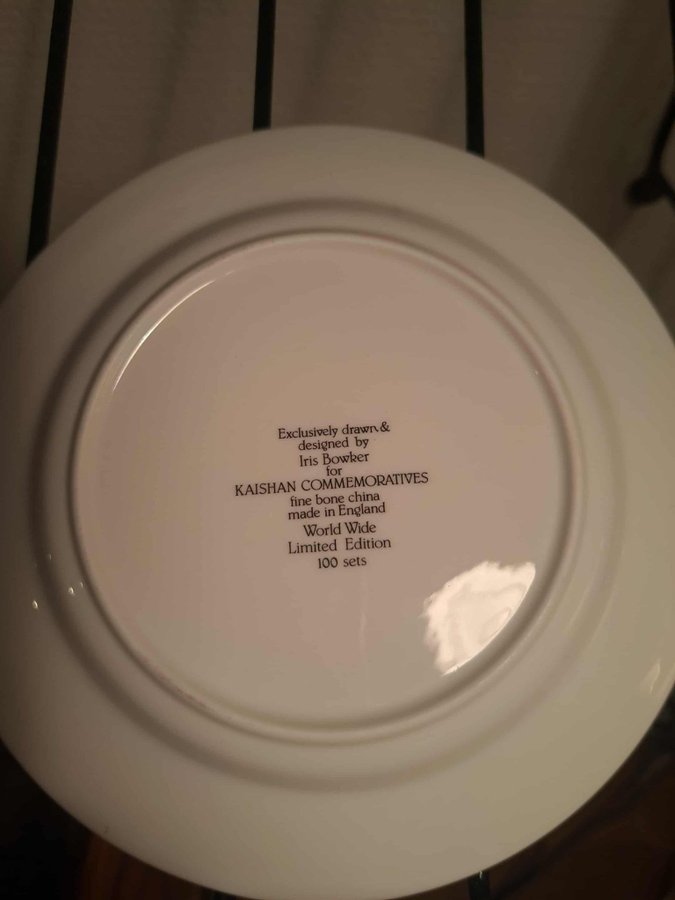 Exclusively drawn &
designed by
Iris Bowker
for
KAISHAN COMMEMORATIVES
fine bone china
made in England
World Wide
Limited Edition
100 sets